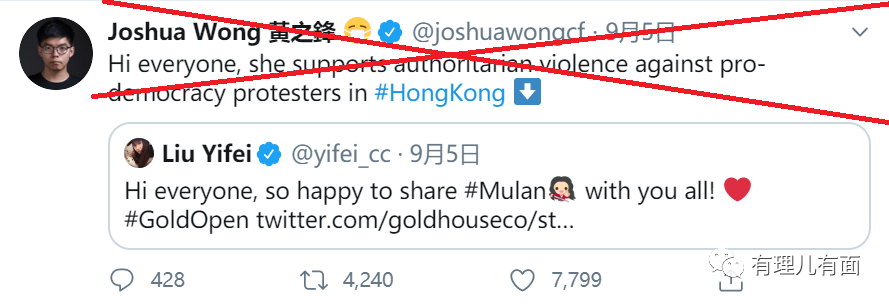 Joshua Wong 黃之鋒 😷 @joshuawongcf · 9月5日
Hi everyone, she supports authoritarian violence against pro-
democracy protesters in #HongKong ⬇️
Liu Yifei @yifei_cc · 9月5日
Hi everyone, so happy to share #Mulan with you all! ❤️
#GoldOpen twitter.com/goldhouseco/st...
428 4,240 7,799
有理儿有面